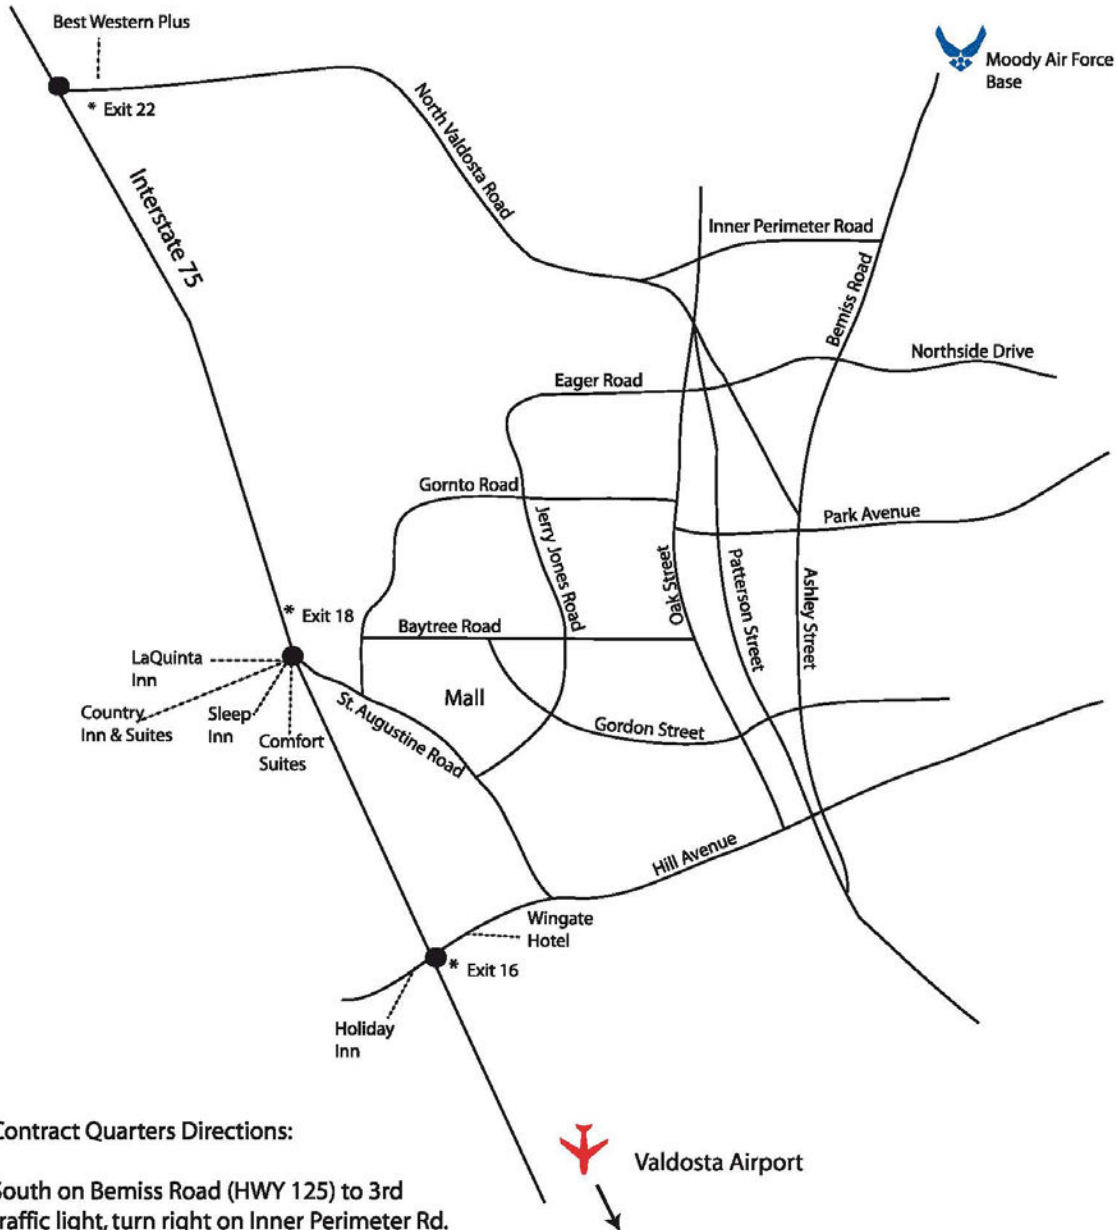 Best Western Plus
Moody Air Force
Base
* Exit 22
North Valdosta Road
Interstate 75
Inner Perimeter Road
Bemiss Road
Northside Drive
Eager Road
Gornto Road
Jerry Jones Road
Park Avenue
Oak Street
Patterson Street
Ashley Street
* Exit 18
Baytree Road
LaQuinta
Inn
Mall
Country
Inn & Suites
Sleep
Inn
Comfort
Suites
St. Augustine Road
Gordon Street
Hill Avenue
Wingate
Hotel
* Exit 16
Holiday
Inn
Contract Quarters Directions:
Valdosta Airport
South on Bemiss Road (HWY 125) to 3rd
traffic light, turn right on Inner Perimeter Rd.